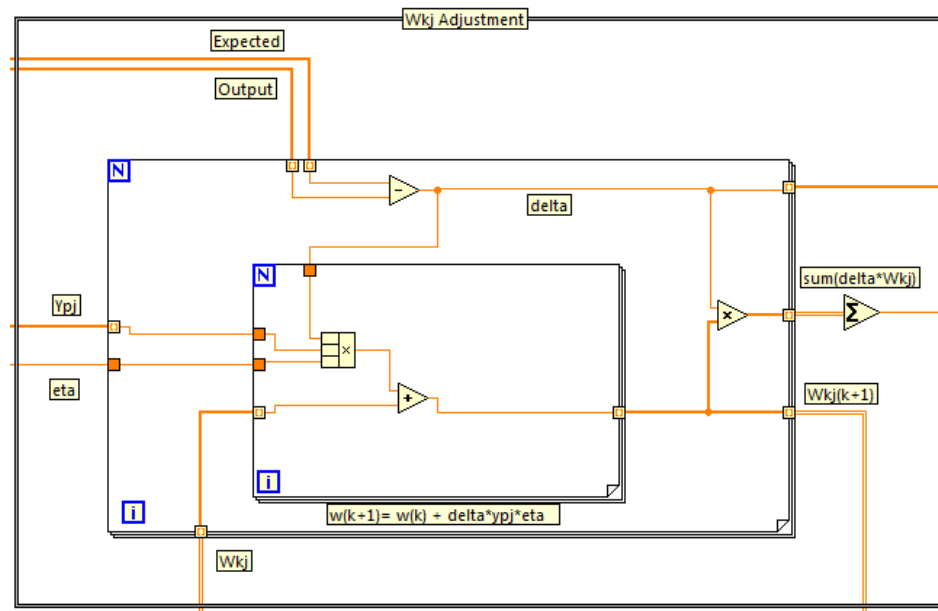 Wkj Adjustment
Expected
Output
N
-
delta
N
sum(delta*Wkj)
Ypj
×
Σ
×
eta
+
Wkj(k+1)
i
i
w(k+1)= w(k) + delta*ypj*eta
Wkj